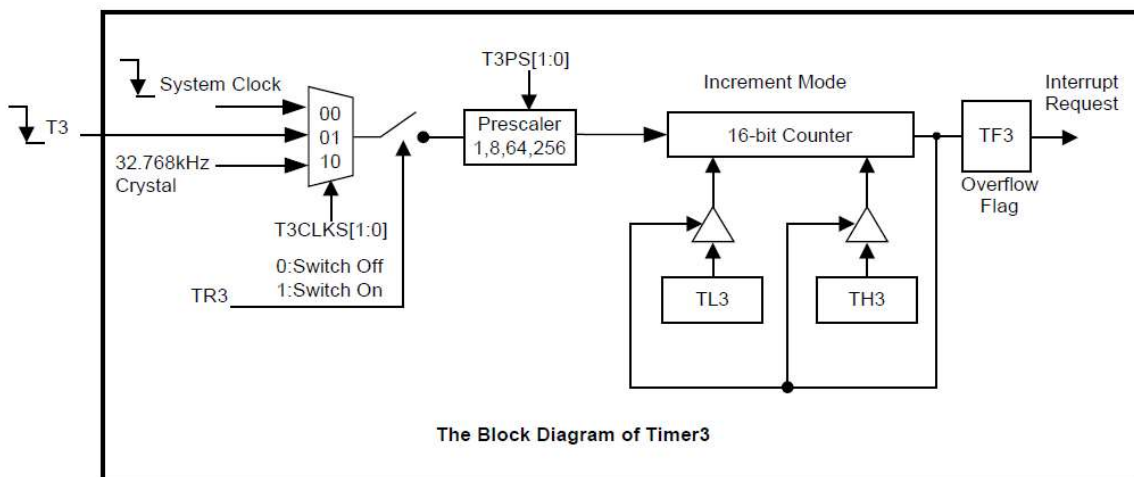 T3PS[1:0]
Increment Mode
Interrupt
Request
System Clock
T3
00
01
10
Prescaler
1,8,64,256
16-bit Counter
TF3
32.768kHz
Crystal
Overflow
Flag
T3CLKS[1:0]
0:Switch Off
1:Switch On
TR3
TL3
TH3
The Block Diagram of Timer3